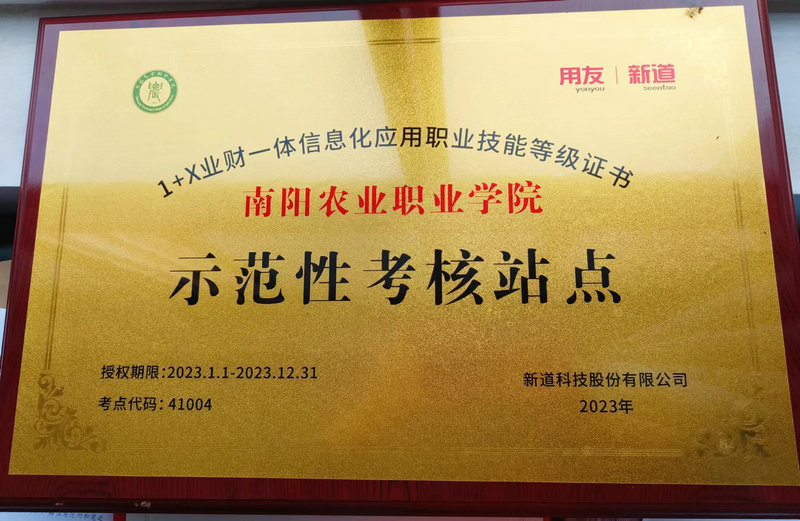 用友 | 新道
yonyou seentao
1+X业财一体信息化应用职业技能等级证书
南阳农业职业学院
示范性考核站点
授权期限:2023.1.1-2023.12.31
新道科技股份有限公司
考点代码：41004
2023年